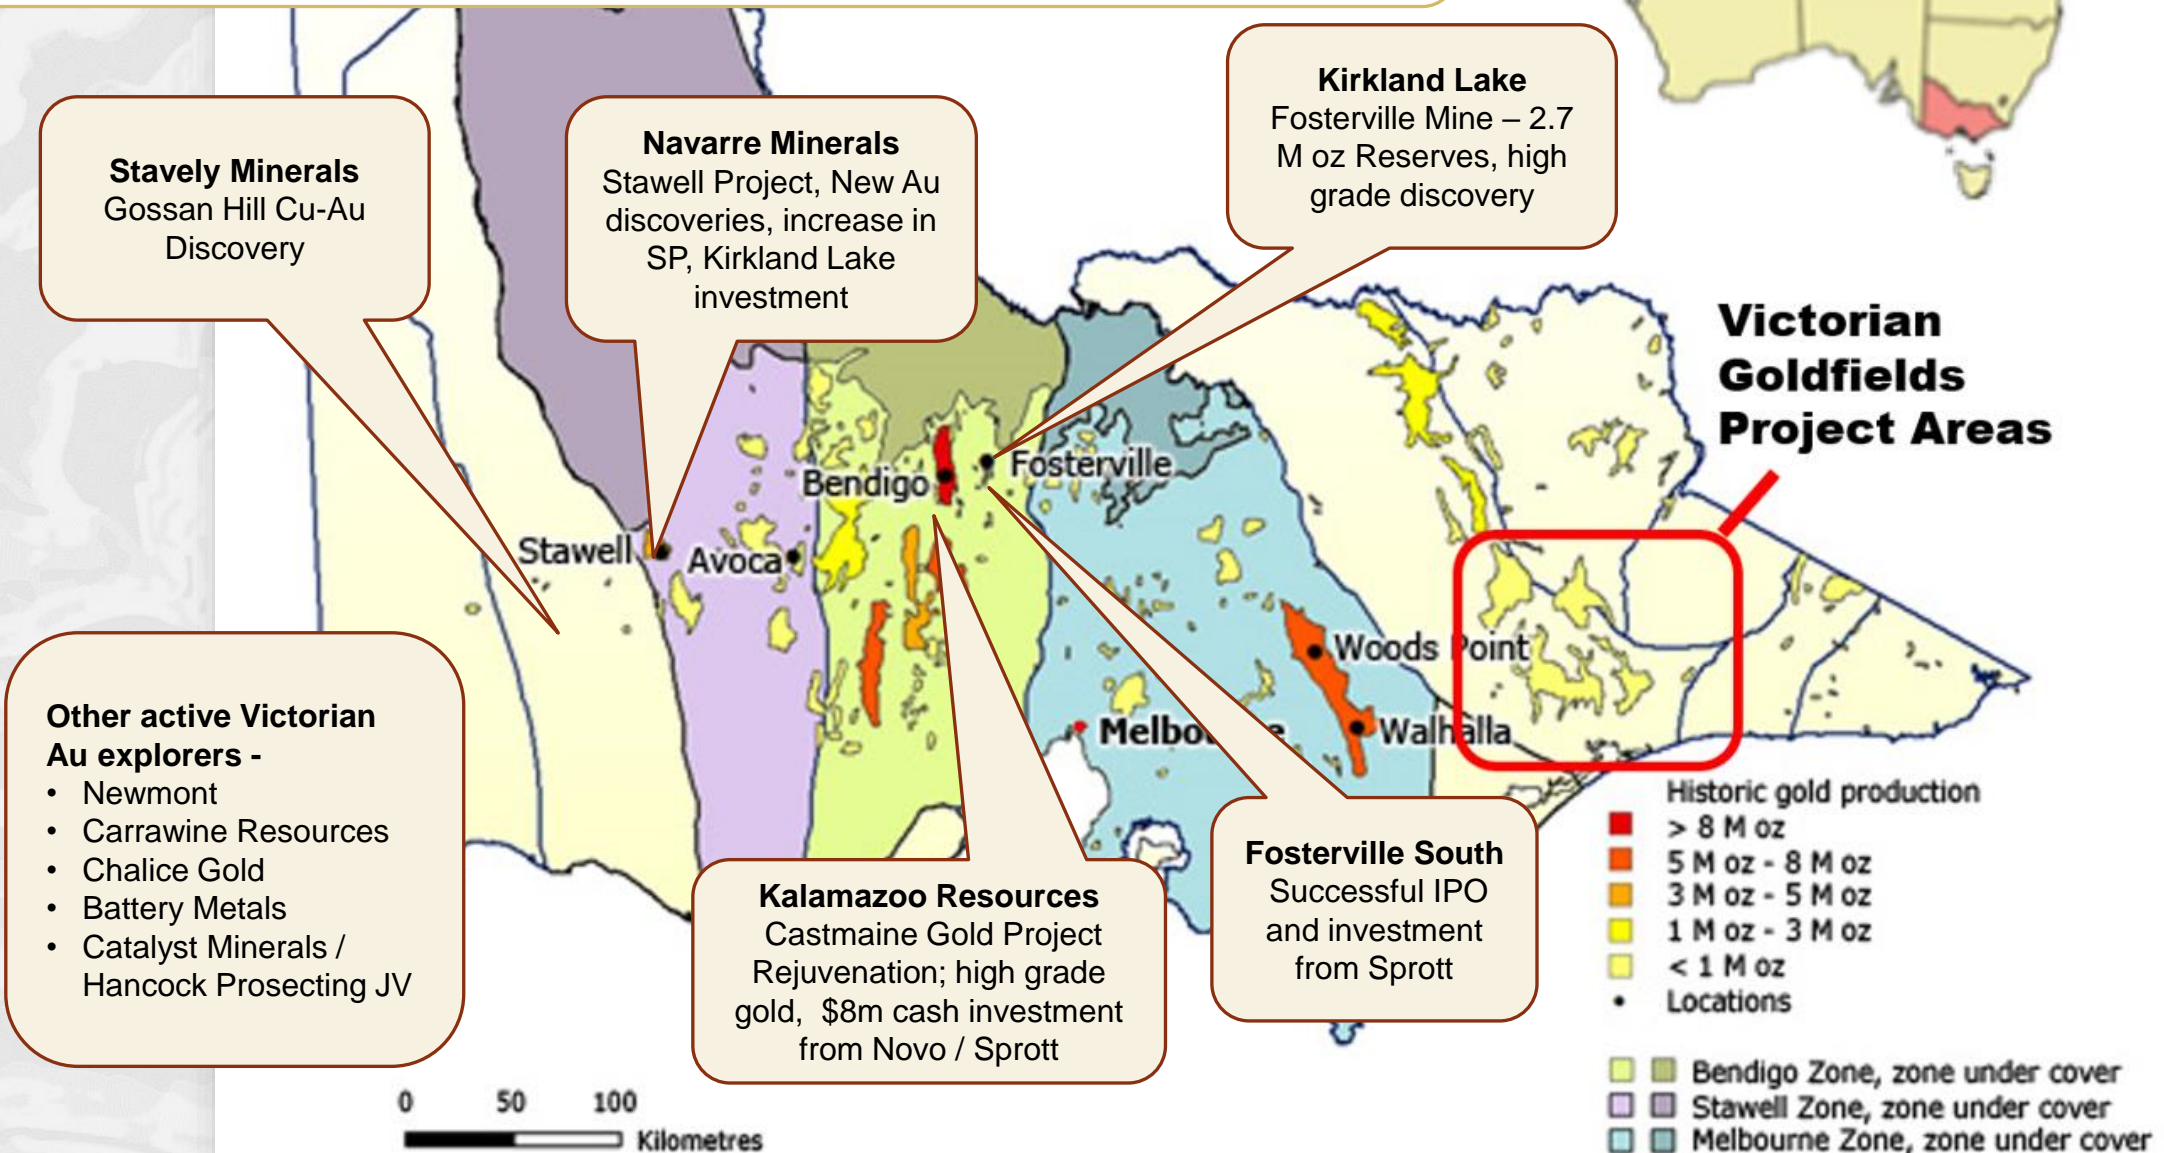 Kirkland Lake
Fosterville Mine – 2.7
M oz Reserves, high
grade discovery
Navarre Minerals
Stawell Project, New Au
discoveries, increase in
SP, Kirkland Lake
investment
Stavely Minerals
Gossan Hill Cu-Au
Discovery
Victorian
Goldfields
Project Areas
Bendigo
Fosterville
Stawell
Avoca
Woods Point
Melbo e
Walhalla
Other active Victorian
Au explorers -
• Newmont
• Carrawine Resources
• Chalice Gold
• Battery Metals
• Catalyst Minerals /
Hancock Prosecting JV
Kalamazoo Resources
Castmaine Gold Project
Rejuvenation; high grade
gold, $8m cash investment
from Novo / Sprott
Fosterville South
Successful IPO
and investment
from Sprott
Historic gold production
> 8 M oz
5 M oz - 8 M oz
3 M oz - 5 M oz
1 M oz - 3 M oz
< 1 M oz
• Locations
Bendigo Zone, zone under cover
Stawell Zone, zone under cover
Melbourne Zone, zone under cover
0 50 100
Kilometres